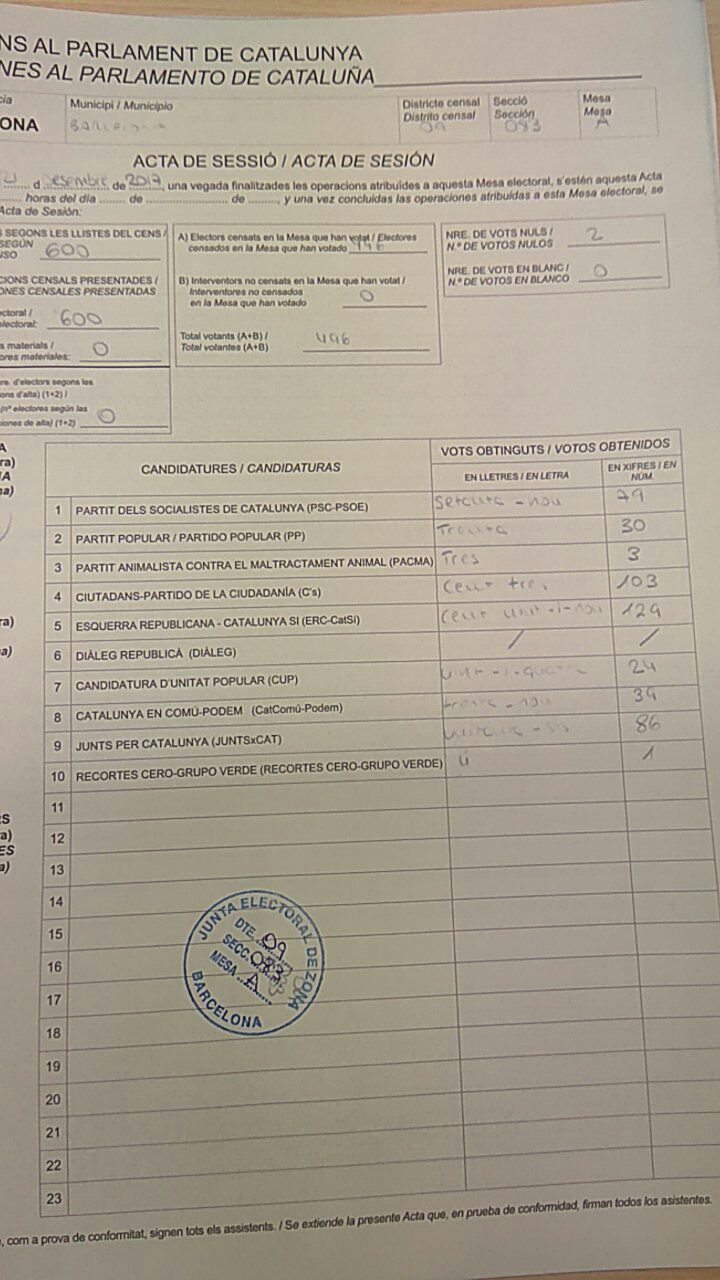 NS AL PARLAMENT DE CATALUNYA
NES AL PARLAMENTO DE CATALUÑA
cia
ONA
Municipi / Municipio
BARCELONA
Districte censal
Distrito censal
09
Secció
Sección
083
Mesa
Mesa
A
ACTA DE SESSIÓ / ACTA DE SESIÓN
21 d desembre de 2017, una vegada finalitzades les operacions atribuïdes a aquesta Mesa electoral, s'estén aquesta Acta
horas del día de de , y una vez concluidas las operaciones atribuidas a esta Mesa electoral, se
Acta de Sesión:
SEGONS LES LLISTES DEL CENS /
SEGÚN
NSO 600
CIONS CENSALS PRESENTADES /
ONES CENSALES PRESENTADAS
ectoral /
electoral: 600
s materials /
ores materiales: 0
re. d'electors segons les
ons d'alta) (1+2) /
(nº electores según las
iones de alta) (1+2) 0
A) Electors censats en la Mesa que han votat / Electores
censados en la Mesa que han votado 496
B) Interventors no censats en la Mesa que han votat /
Interventores no censados
en la Mesa que han votado 0
Total votants (A+B) /
Total votantes (A+B) 496
NRE. DE VOTS NULS /
N.º DE VOTOS NULOS 2
NRE. DE VOTS EN BLANC /
N.º DE VOTOS EN BLANCO 0
A
ra)
IA
na)
ra)
a)
S
a)
ES
a)
CANDIDATURES / CANDIDATURAS
VOTS OBTINGUTS / VOTOS OBTENIDOS
EN LLETRES / EN LETRA
EN XIFRES / EN
NÚM.
1 PARTIT DELS SOCIALISTES DE CATALUNYA (PSC-PSOE) Setanta-nou 79
2 PARTIT POPULAR / PARTIDO POPULAR (PP) Trenta 30
3 PARTIT ANIMALISTA CONTRA EL MALTRACTAMENT ANIMAL (PACMA) Tres 3
4 CIUTADANS-PARTIDO DE LA CIUDADANÍA (C's) Cent tres 103
5 ESQUERRA REPUBLICANA - CATALUNYA SI (ERC-CatSí) Cent vint-i-nou 129
6 DIÀLEG REPUBLICÀ (DIÀLEG) / /
7 CANDIDATURA D'UNITAT POPULAR (CUP) vint-i-quatre 24
8 CATALUNYA EN COMÚ-PODEM (CatComú-Podem) trenta-nou 39
9 JUNTS PER CATALUNYA (JUNTSxCAT) vuitanta-sis 86
10 RECORTES CERO-GRUPO VERDE (RECORTES CERO-GRUPO VERDE) ú 1
11
12
13
14
15
16
17
18
19
20
21
22
23
JUNTA ELECTORAL DE ZONA
DTE. 09
SECC. 083
MESA A
BARCELONA
, com a prova de conformitat, signen tots els assistents. / Se extiende la presente Acta que, en prueba de conformidad, firman todos los asistentes.